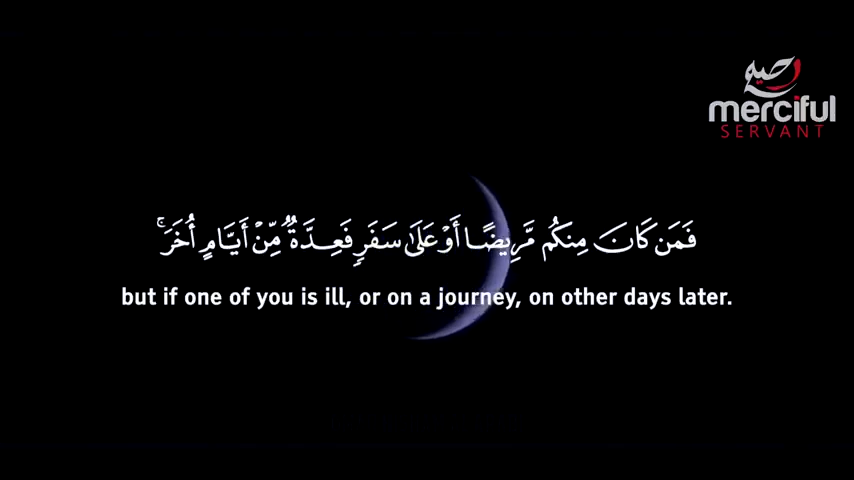 رحيم
merciful
SERVANT
فَمَن كَانَ مِنكُم مَّرِيضًا أَوْ عَلَىٰ سَفَرٍ فَعِدَّةٌ مِّنْ أَيَّامٍ أُخَرَ ۚ
but if one of you is ill, or on a journey, on other days later.